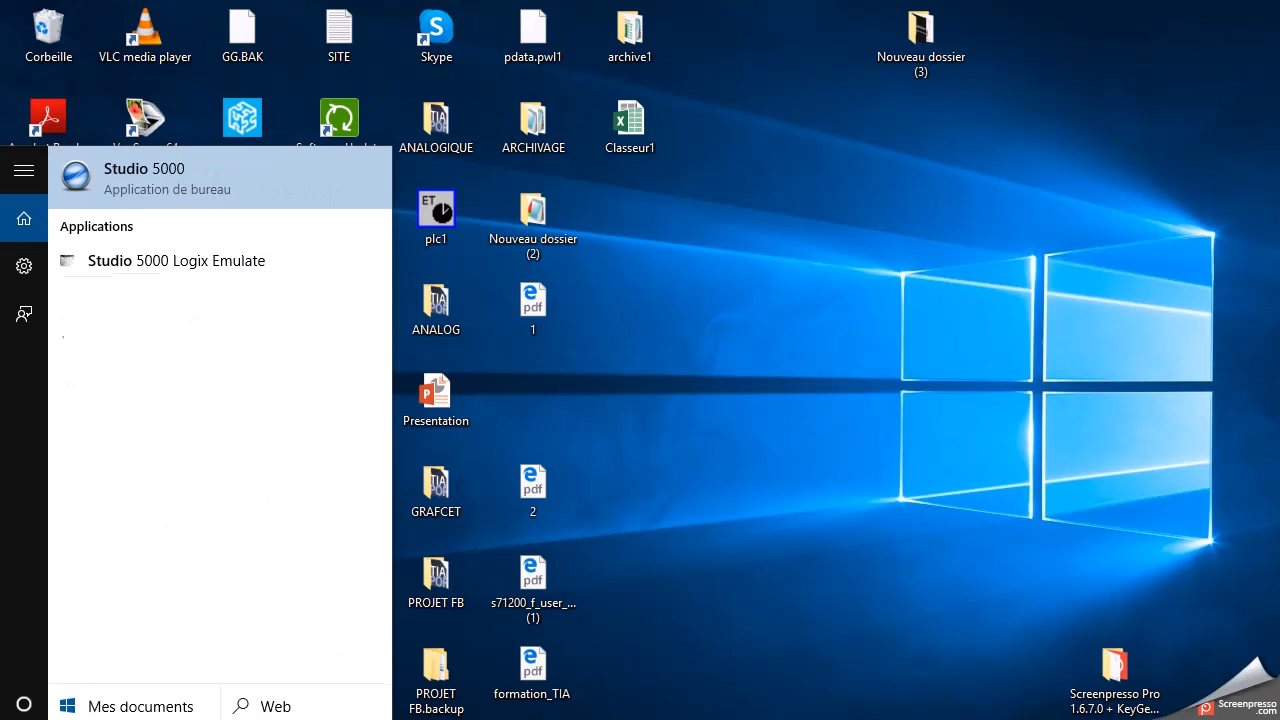 Corbeille
VLC media player
GG.BAK
SITE
Skype
pdata.pwl1
archive1
Nouveau dossier
(3)
ANALOGIQUE
ARCHIVAGE
Classeur1
Studio 5000
Application de bureau
Applications
Studio 5000 Logix Emulate
ET
plc1
Nouveau dossier
(2)
ANALOG
pdf
1
Presentation
GRAFCET
pdf
2
PROJET FB
pdf
s71200_f_user_...
(1)
PROJET
FB.backup
pdf
formation_TIA
Screenpresso Pro
1.6.7.0 + KeyGe...
Screenpresso
.com
Mes documents
Web